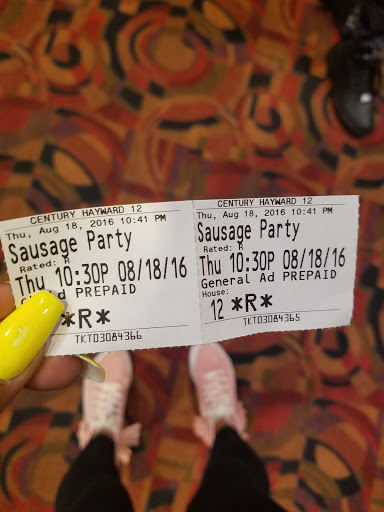 CENTURY HAYWARD 12
Thu, Aug 18, 2016 10:41 PM
Sausage Party
Rated: R
Thu 10:30P 08/18/16
Ad PREPAID
*R*
TKT03084366
CENTURY HAYWARD 12
Thu, Aug 18, 2016 10:41 PM
Sausage Party
Rated: R
Thu 10:30P 08/18/16
General Ad PREPAID
House:
12 *R*
TKT03084365